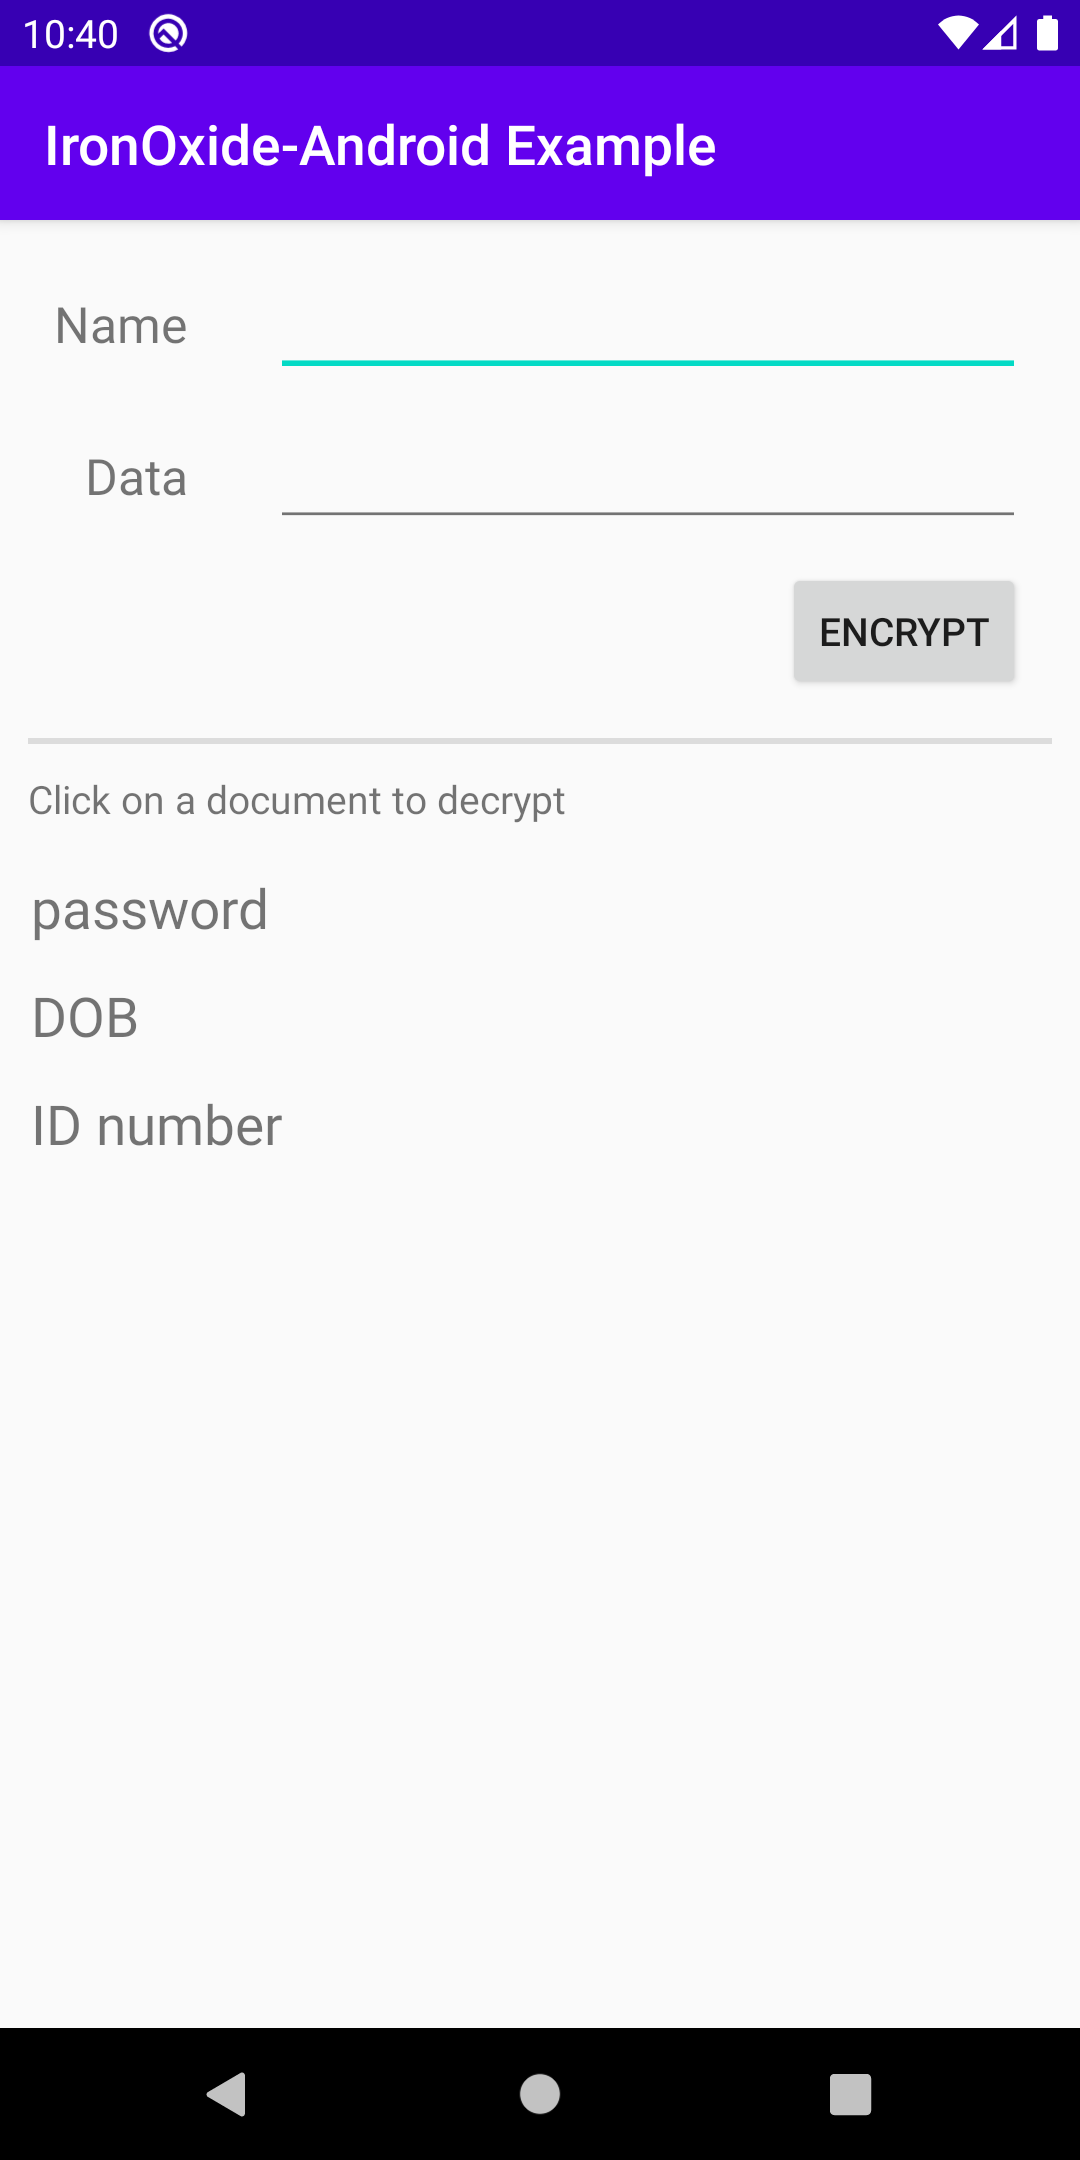 10:40
IronOxide-Android Example
Name
Data
ENCRYPT
Click on a document to decrypt
password
DOB
ID number